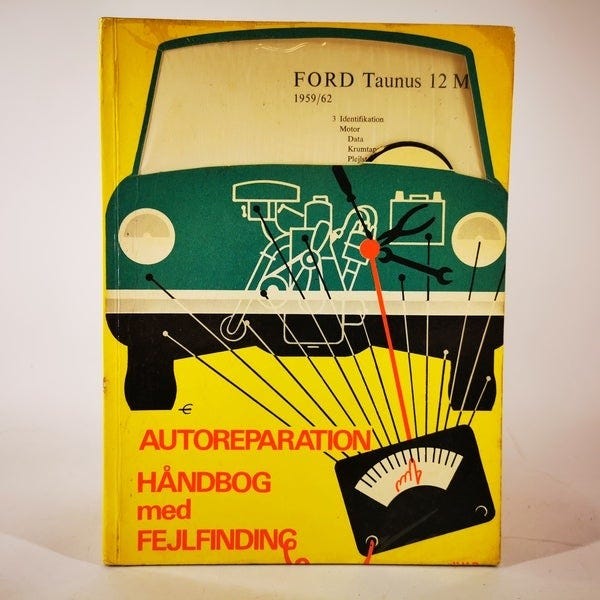 FORD Taunus 12 M
1959/62
3 Identifikation
Motor
Data
AUTOREPARATION
HÅNDBOG
med
FEJLFINDING